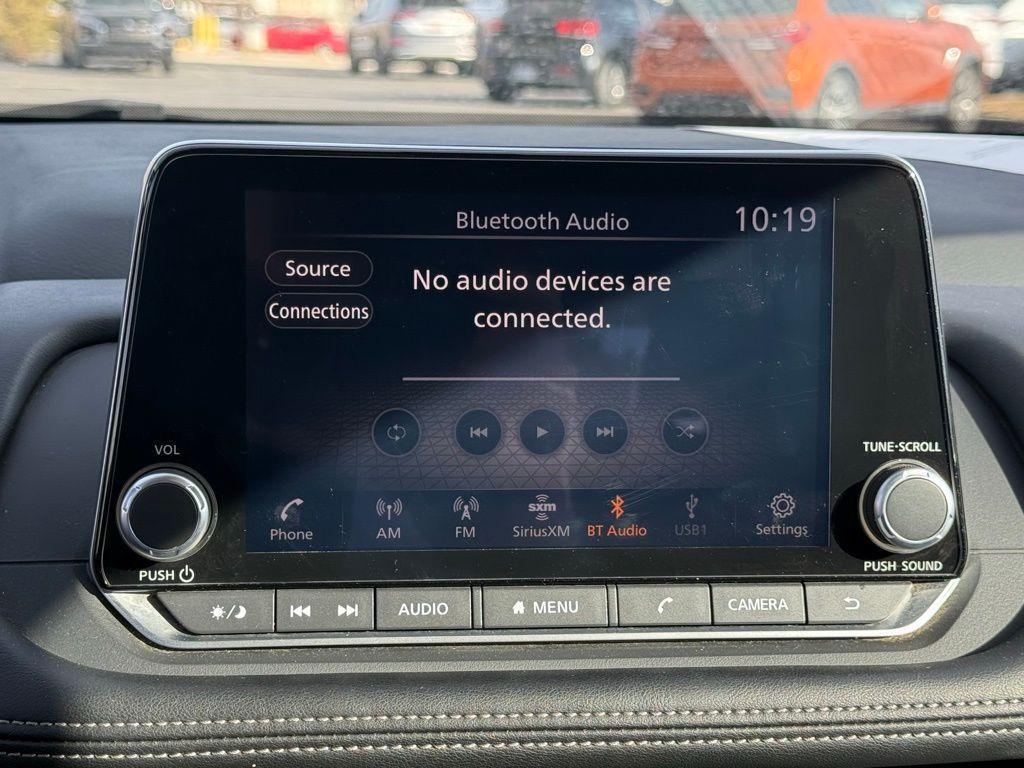 Bluetooth Audio
10:19
Source
Connections
No audio devices are
connected.
VOL
TUNE·SCROLL
Phone
AM
FM
sxm
SiriusXM
BT Audio
USB1
Settings
PUSH
PUSH SOUND
AUDIO
MENU
CAMERA